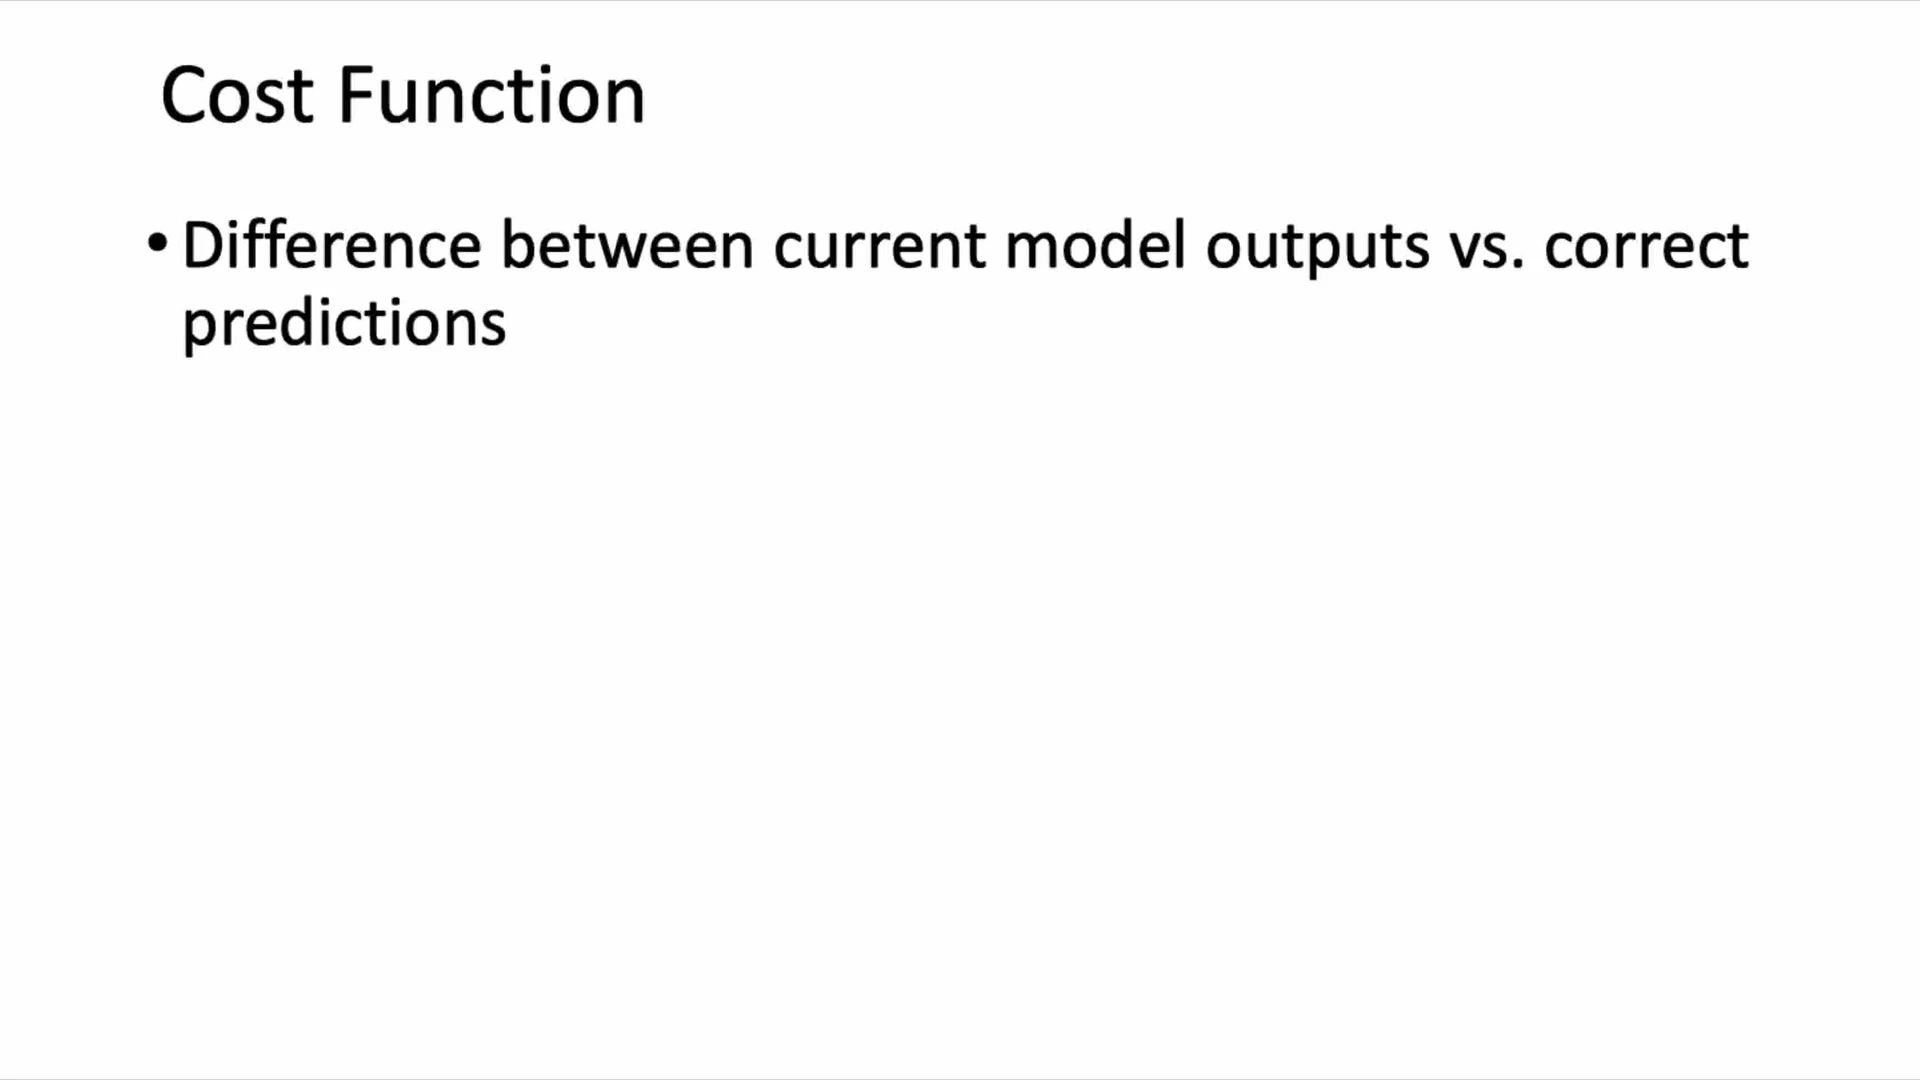 Cost Function
• Difference between current model outputs vs. correct
predictions